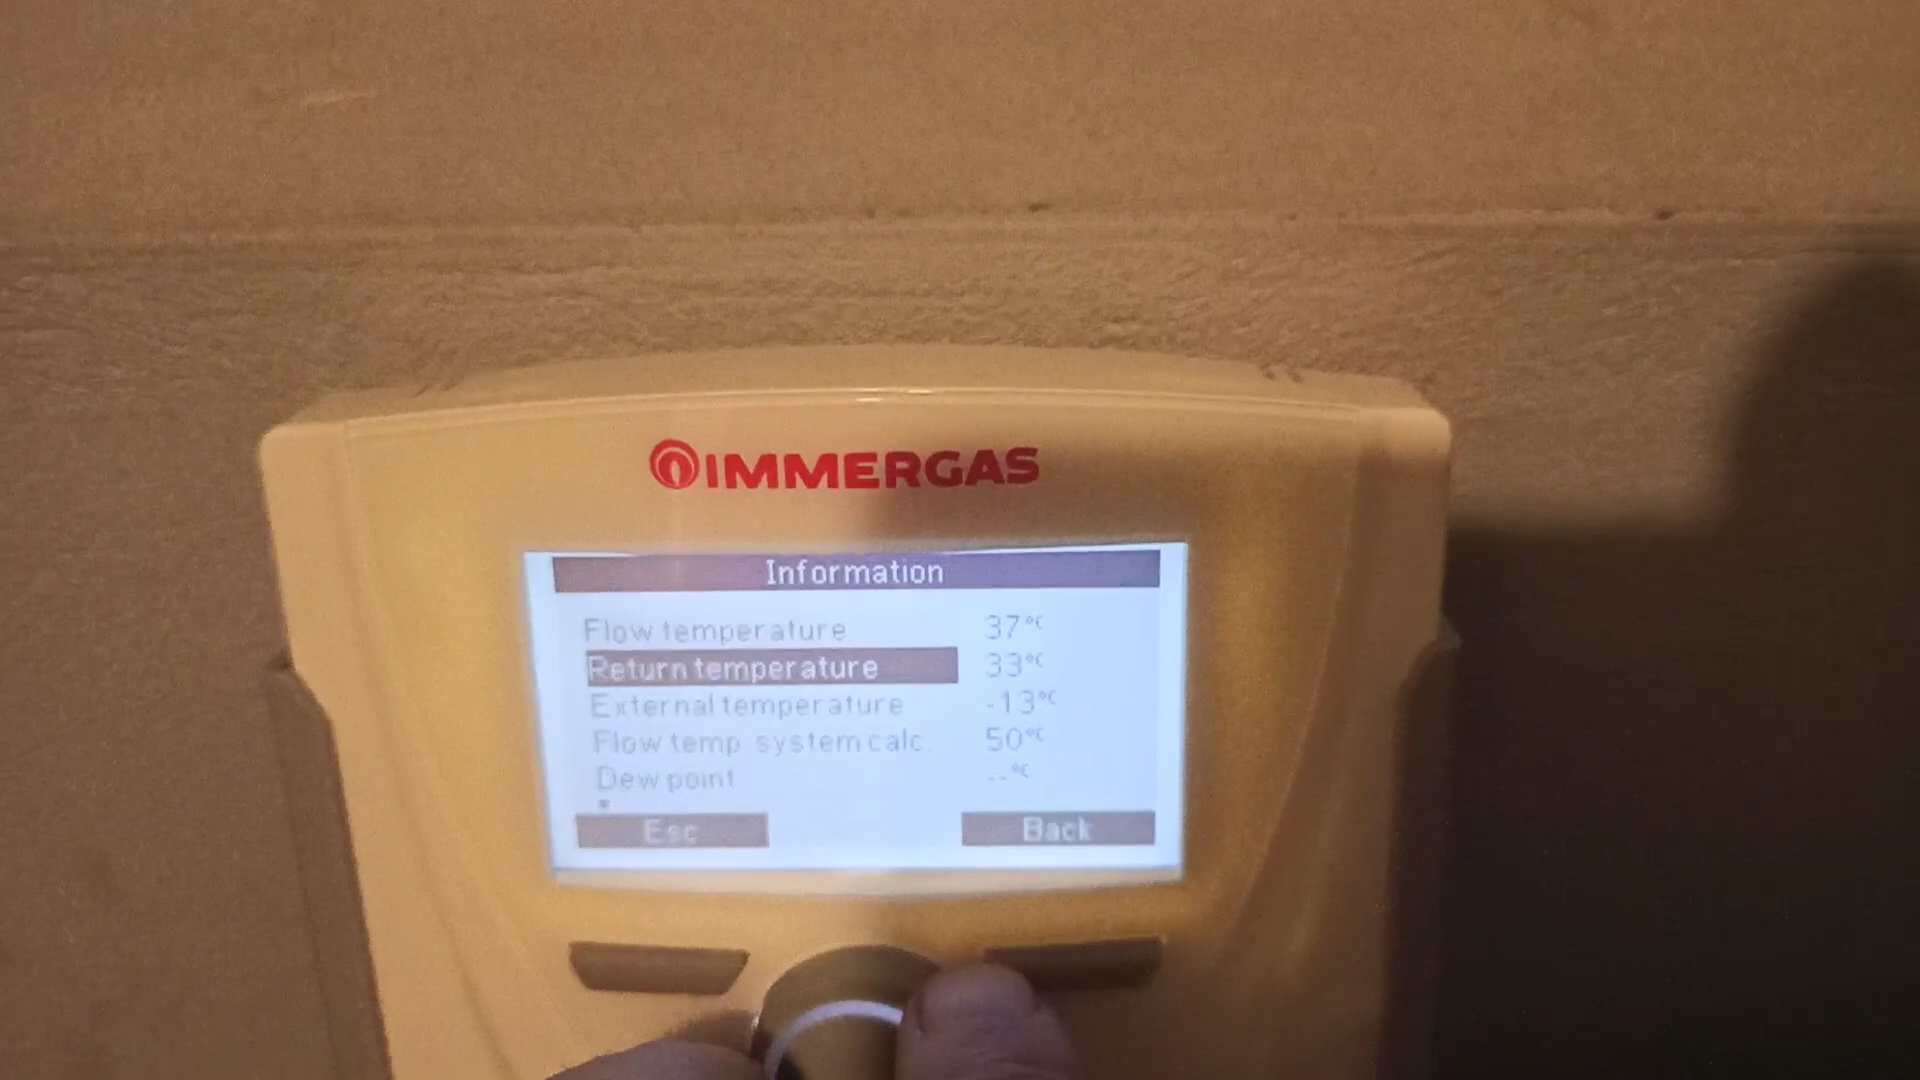 IMMERGAS
Information
Flow temperature 37°C
Return temperature 33°C
External temperature -13°C
Flow temp. system calc. 50°C
Dew point --°C
Esc Back